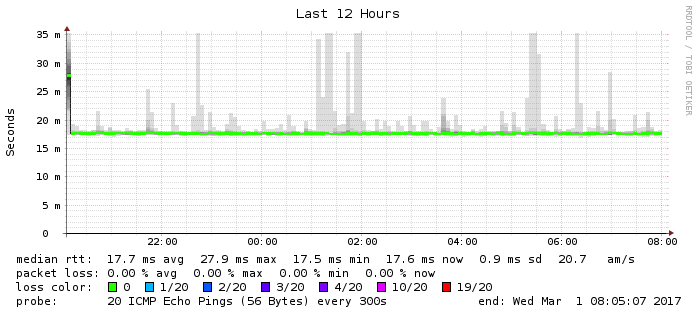 Last 12 Hours
RRDTOOL / TOBI OETIKER
Seconds
35 m
30 m
25 m
20 m
15 m
10 m
5 m
0
22:00 00:00 02:00 04:00 06:00 08:00
median rtt: 17.7 ms avg 27.9 ms max 17.5 ms min 17.6 ms now 0.9 ms sd 20.7 am/s
packet loss: 0.00 % avg 0.00 % max 0.00 % min 0.00 % now
loss color: 0 1/20 2/20 3/20 4/20 10/20 19/20
probe: 20 ICMP Echo Pings (56 Bytes) every 300s end: Wed Mar 1 08:05:07 2017